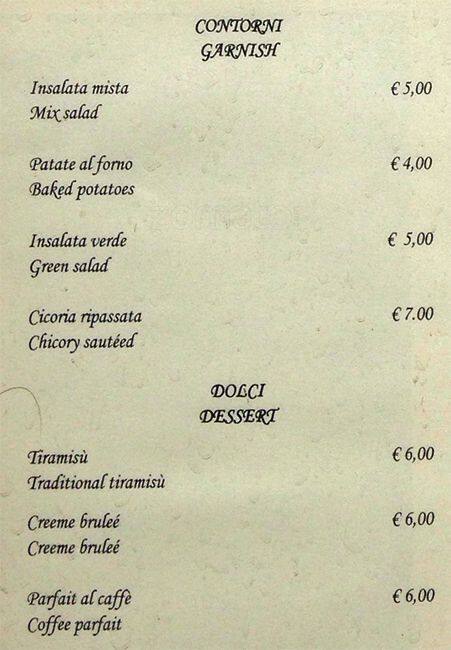 CONTORNI
GARNISH
Insalata mista € 5,00
Mix salad
Patate al forno € 4,00
Baked potatoes
Insalata verde € 5,00
Green salad
Cicoria ripassata € 7.00
Chicory sautéed
DOLCI
DESSERT
Tiramisù € 6,00
Traditional tiramisù
Creeme bruleé € 6,00
Creeme bruleé
Parfait al caffè € 6,00
Coffee parfait